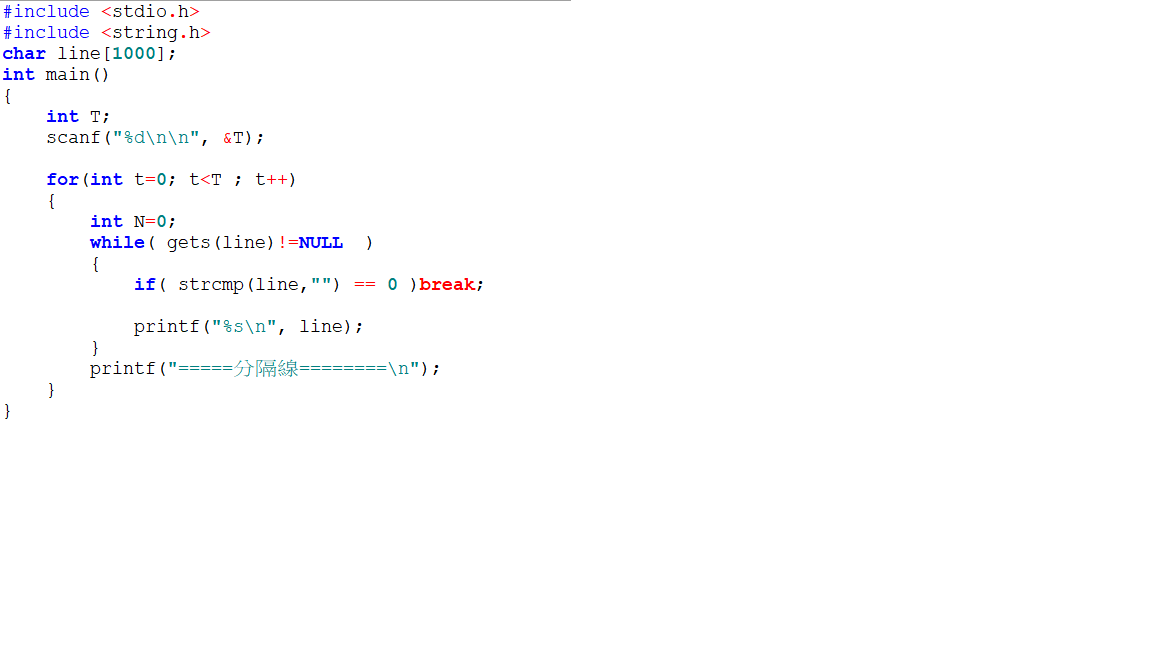 #include <stdio.h>
#include <string.h>
char line[1000];
int main()
{
    int T;
    scanf("%d\n\n", &T);

    for(int t=0; t<T ; t++)
    {
        int N=0;
        while( gets(line)!=NULL  )
        {
            if( strcmp(line,"") == 0 )break;

            printf("%s\n", line);
        }
        printf("=====分隔線========\n");
    }
}